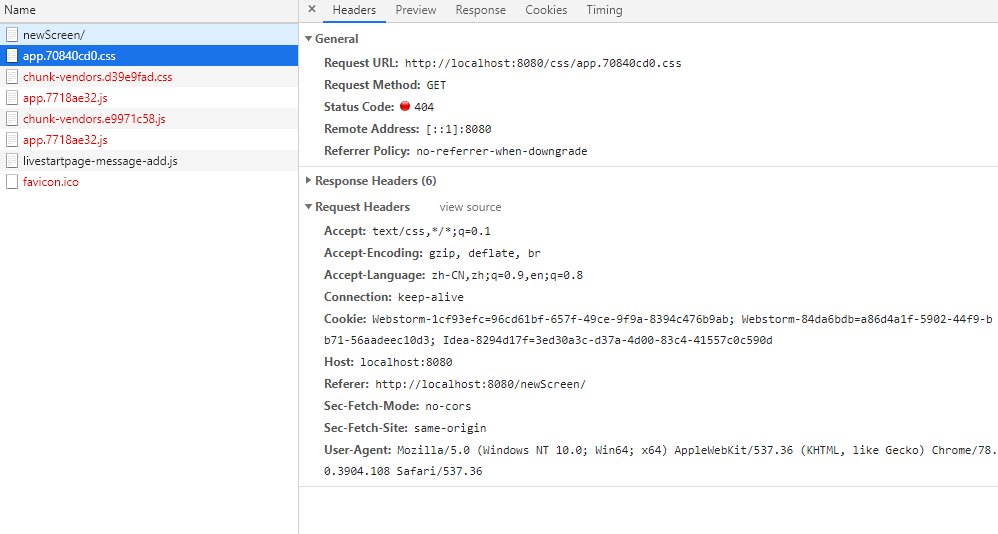 Name
newScreen/
app.70840cd0.css
chunk-vendors.d39e9fad.css
app.7718ae32.js
chunk-vendors.e9971c58.js
app.7718ae32.js
livestartpage-message-add.js
favicon.ico
× Headers Preview Response Cookies Timing
General
Request URL: http://localhost:8080/css/app.70840cd0.css
Request Method: GET
Status Code: 404
Remote Address: [::1]:8080
Referrer Policy: no-referrer-when-downgrade
Response Headers (6)
Request Headers view source
Accept: text/css,*/*;q=0.1
Accept-Encoding: gzip, deflate, br
Accept-Language: zh-CN,zh;q=0.9,en;q=0.8
Connection: keep-alive
Cookie: Webstorm-1cf93efc=96cd61bf-657f-49ce-9f9a-8394c476b9ab; Webstorm-84da6bdb=a86d4a1f-5902-44f9-b
b71-56aadeec10d3; Idea-8294d17f=3ed30a3c-d37a-4d00-83c4-41557c0c590d
Host: localhost:8080
Referer: http://localhost:8080/newScreen/
Sec-Fetch-Mode: no-cors
Sec-Fetch-Site: same-origin
User-Agent: Mozilla/5.0 (Windows NT 10.0; Win64; x64) AppleWebKit/537.36 (KHTML, like Gecko) Chrome/78.
0.3904.108 Safari/537.36